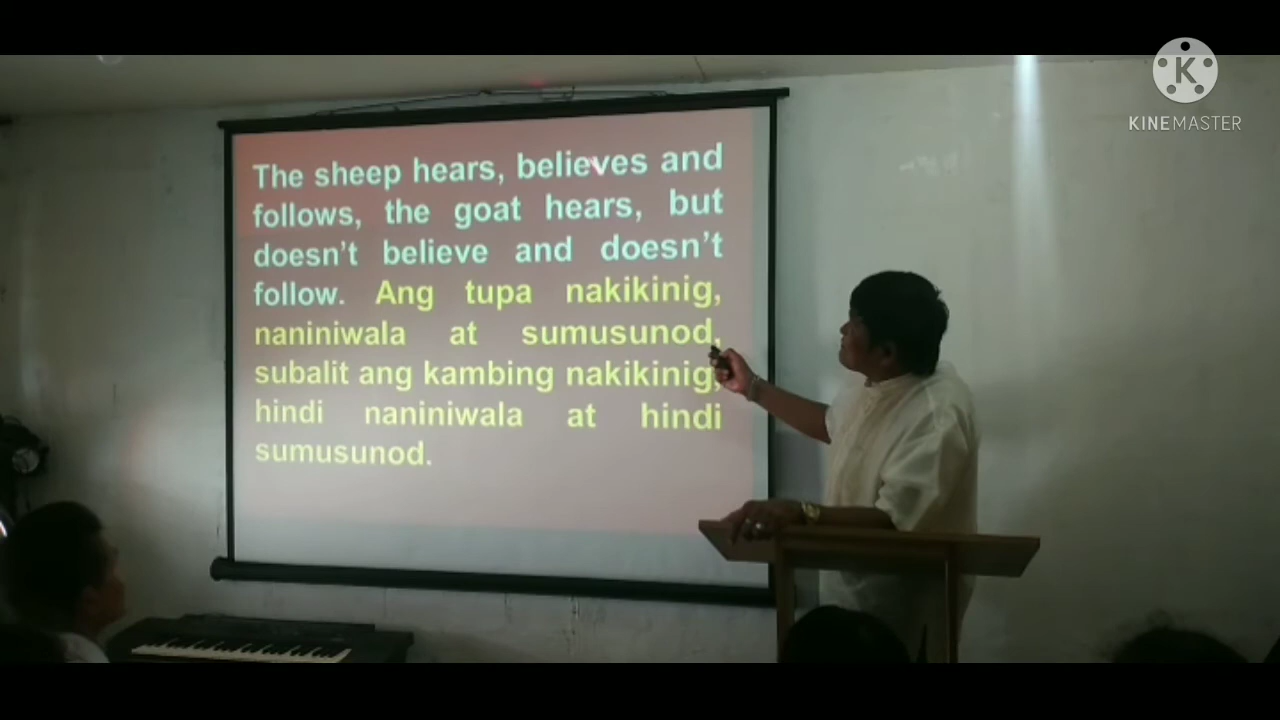 The sheep hears, believes and
follows, the goat hears, but
doesn't believe and doesn't
follow. Ang tupa nakikinig,
naniniwala at sumusunod,
subalit ang kambing nakikinig,
hindi naniniwala at hindi
sumusunod.
K
KINEMASTER